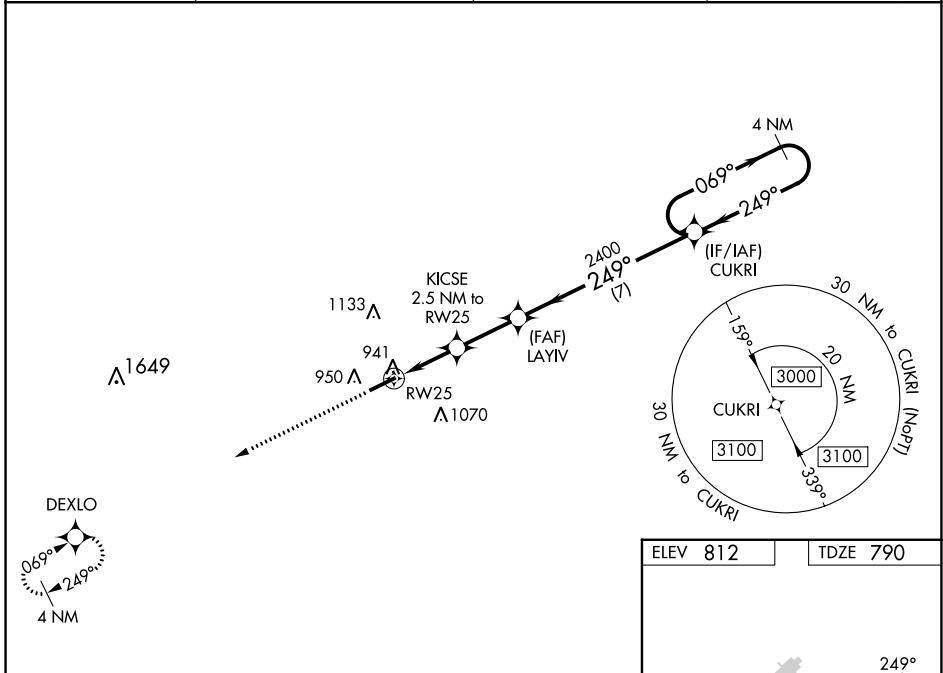 4 NM
069°
249°
(IF/IAF)
CUKRI
2400
249°
(7)
KICSE
2.5 NM to
RW25
(FAF)
LAYIV
1133
941
950
RW25
1070
1649
30 NM to CUKRI (NoPT)
159°
20 NM
3000
CUKRI
3100
3100
339°
30 NM to CUKRI
DEXLO
069°
249°
4 NM
ELEV 812
TDZE 790
249°